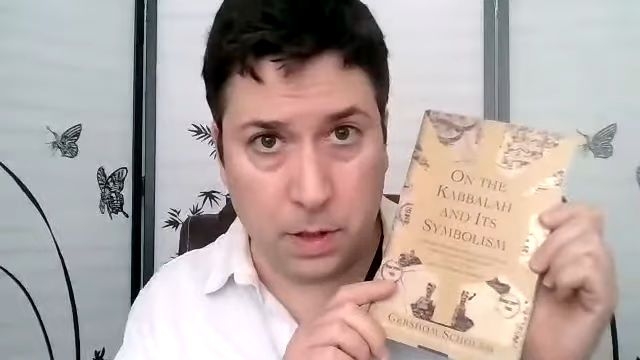 ON THE
KABBALAH
AND ITS
SYMBOLISM
GERSHOM SCHOLEM